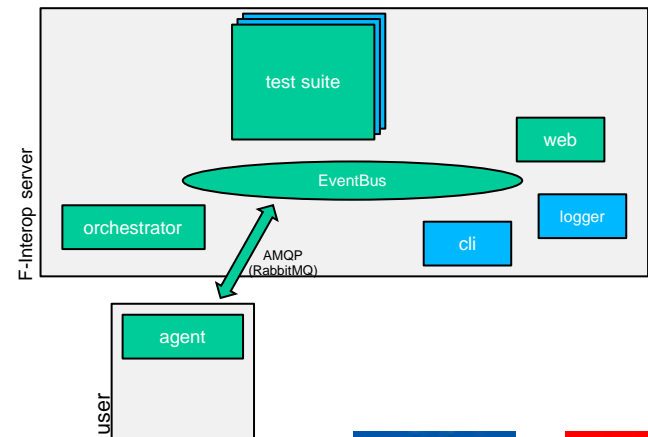 test suite
web
EventBus
logger
orchestrator
cli
F-Interop server
AMQP
(RabbitMQ)
agent
user